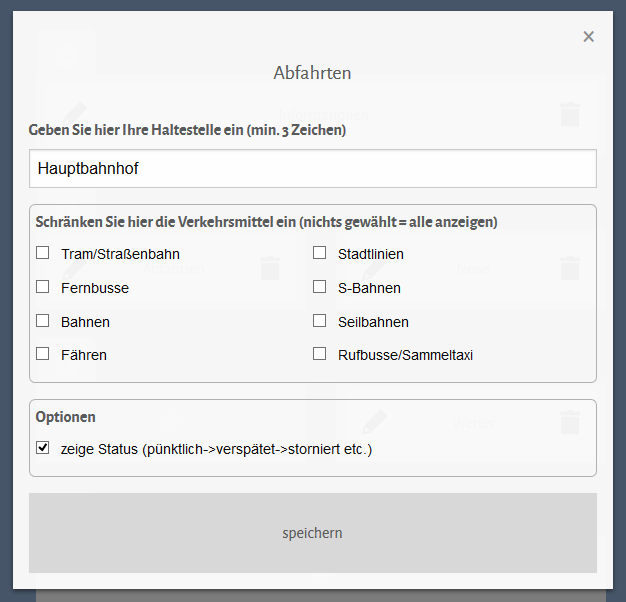 ×
Abfahrten
Geben Sie hier Ihre Haltestelle ein (min. 3 Zeichen)
Hauptbahnhof
Schränken Sie hier die Verkehrsmittel ein (nichts gewählt = alle anzeigen)
Tram/Straßenbahn
Stadtlinien
Fernbusse
S-Bahnen
Bahnen
Seilbahnen
Fähren
Rufbusse/Sammeltaxi
Optionen
zeige Status (pünktlich->verspätet->storniert etc.)
speichern